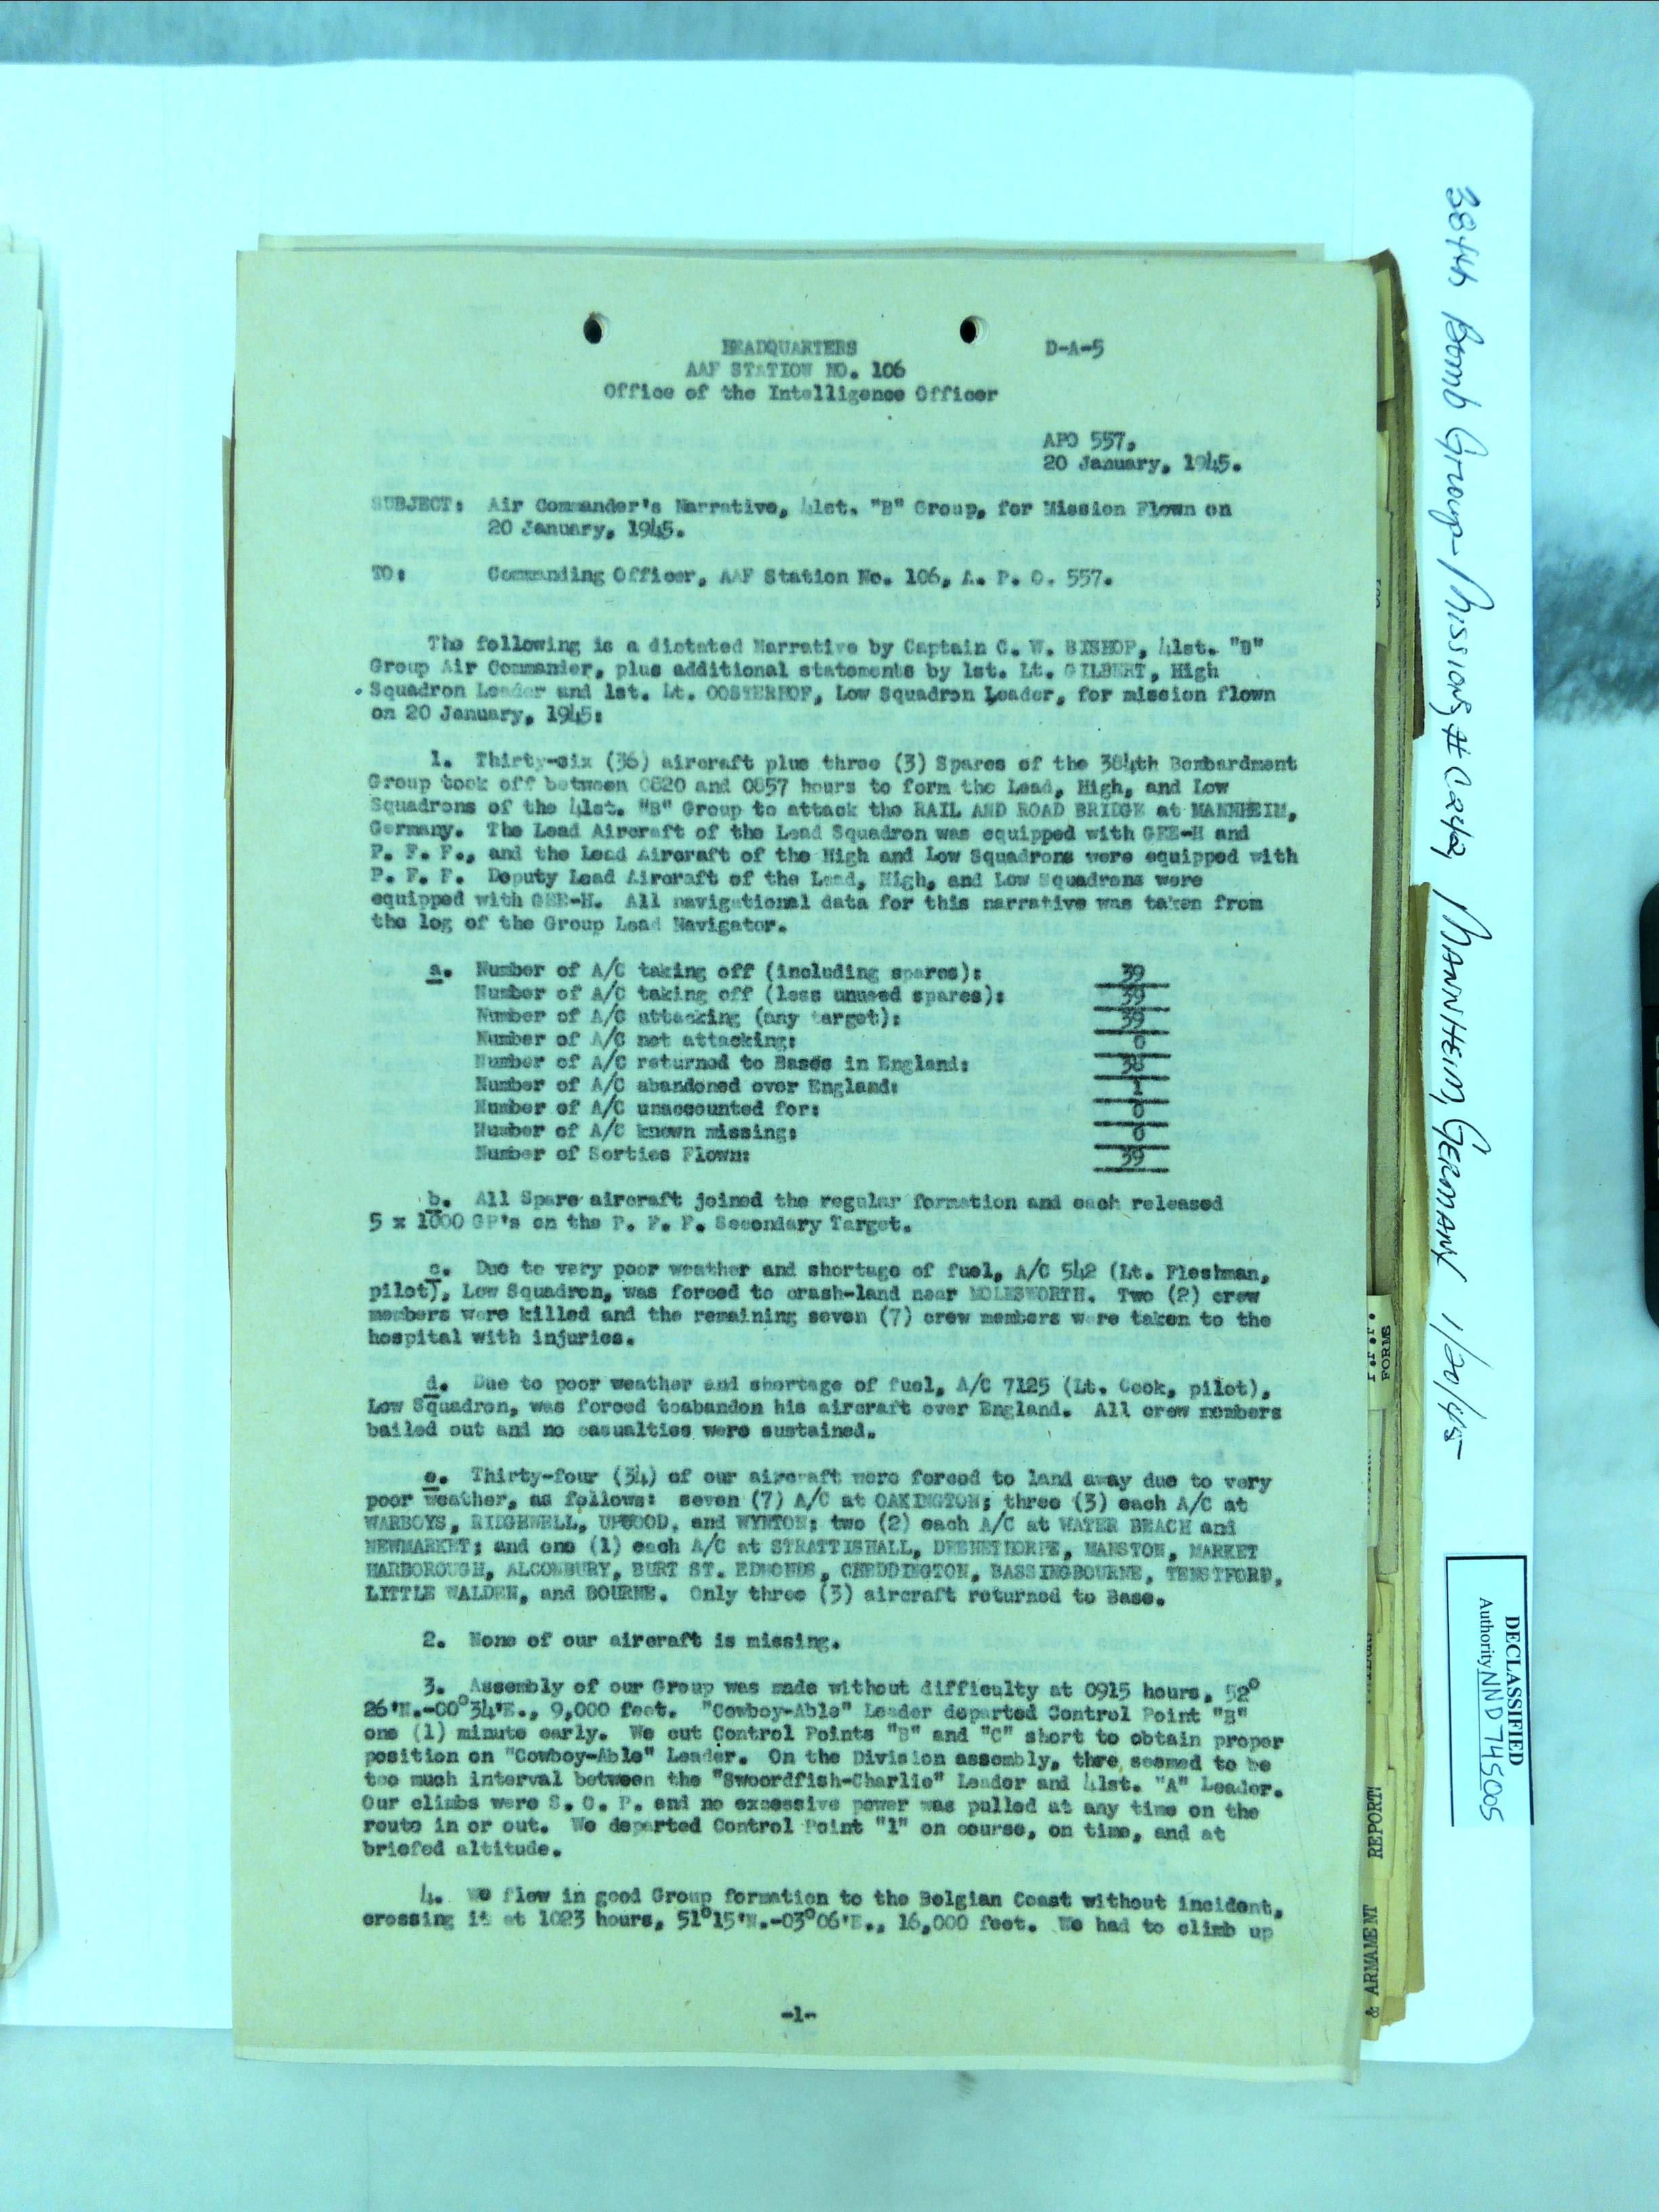 HEADQUARTERS
D-A-5
AAF STATION NO. 106
Office of the Intelligence Officer
APO 557,
20 January, 1945.
SUBJECT: Air Commander's Narrative, 41st. "B" Group, for Mission Flown on
20 January, 1945.
TO: Commanding Officer, AAF Station No. 106, A. P. O. 557.
The following is a dictated Narrative by Captain C. W. BISHOP, 41st. "B"
Group Air Commander, plus additional statements by 1st. Lt. GILBERT, High
Squadron Leader and 1st. Lt. OOSTERHOF, Low Squadron Leader, for mission flown
on 20 January, 1945:
1. Thirty-six (36) aircraft plus three (3) Spares of the 384th Bombardment
Group took off between 0820 and 0857 hours to form the Lead, High, and Low
Squadrons of the 41st. "B" Group to attack the RAIL AND ROAD BRIDGE at MANNHEIM,
Germany. The Lead Aircraft of the Lead Squadron was equipped with GEE-H and
P. F. F., and the Lead Aircraft of the High and Low Squadrons were equipped with
P. F. F. Deputy Lead Aircraft of the Lead, High, and Low Squadrons were
equipped with GEE-H. All navigational data for this narrative was taken from
the log of the Group Lead Navigator.
a. Number of A/C taking off (including spares): 39
Number of A/C taking off (less unused spares): 39
Number of A/C attacking (any target): 39
Number of A/C not attacking: 0
Number of A/C returned to Bases in England: 38
Number of A/C abandoned over England: 1
Number of A/C unaccounted for: 0
Number of A/C known missing: 0
Number of Sorties Flown: 39
b. All Spare aircraft joined the regular formation and each released
5 x 1000 GP's on the P. F. F. Secondary Target.
c. Due to very poor weather and shortage of fuel, A/C 542 (Lt. Fleshman,
pilot), Low Squadron, was forced to crash-land near MOLESWORTH. Two (2) crew
members were killed and the remaining seven (7) crew members were taken to the
hospital with injuries.
d. Due to poor weather and shortage of fuel, A/C 7125 (Lt. Cook, pilot),
Low Squadron, was forced toabandon his aircraft over England. All crew members
bailed out and no casualties were sustained.
e. Thirty-four (34) of our aircraft were forced to land away due to very
poor weather, as follows: seven (7) A/C at OAKINGTON; three (3) each A/C at
WARBOYS, RIDGEWELL, UPWOOD, and WYNTON; two (2) each A/C at WATER BEACH and
NEWMARKET; and one (1) each A/C at STRATTISHALL, DEENETHORPE, MARSTON, MARKET
HARBOROUGH, ALCONBURY, BURT ST. EDMONDS, CHEDDINGTON, BASSINGBOURNE, TEMSTFORD,
LITTLE WALDEN, and BOURNE. Only three (3) aircraft returned to Base.
2. None of our aircraft is missing.
3. Assembly of our Group was made without difficulty at 0915 hours, 52°
26'N.-00°34'E., 9,000 feet. "Cowboy-Able" Leader departed Control Point "B"
one (1) minute early. We cut Control Points "B" and "C" short to obtain proper
position on "Cowboy-Able" Leader. On the Division assembly, thre seemed to be
too much interval between the "Swoordfish-Charlie" Leader and 41st. "A" Leader.
Our climbs were S. O. P. and no excessive power was pulled at any time on the
route in or out. We departed Control Point "1" on course, on time, and at
briefed altitude.
4. We flew in good Group formation to the Belgian Coast without incident,
crossing it at 1023 hours, 51°15'N.-03°06'E., 16,000 feet. We had to climb up
-1-
384th Bomb Group-Mission # 0242, MANNHEIM, GERMANY 1/20/45
DECLASSIFIED
Authority NND 745005
FORMS
REPORT
& ARMAMENT